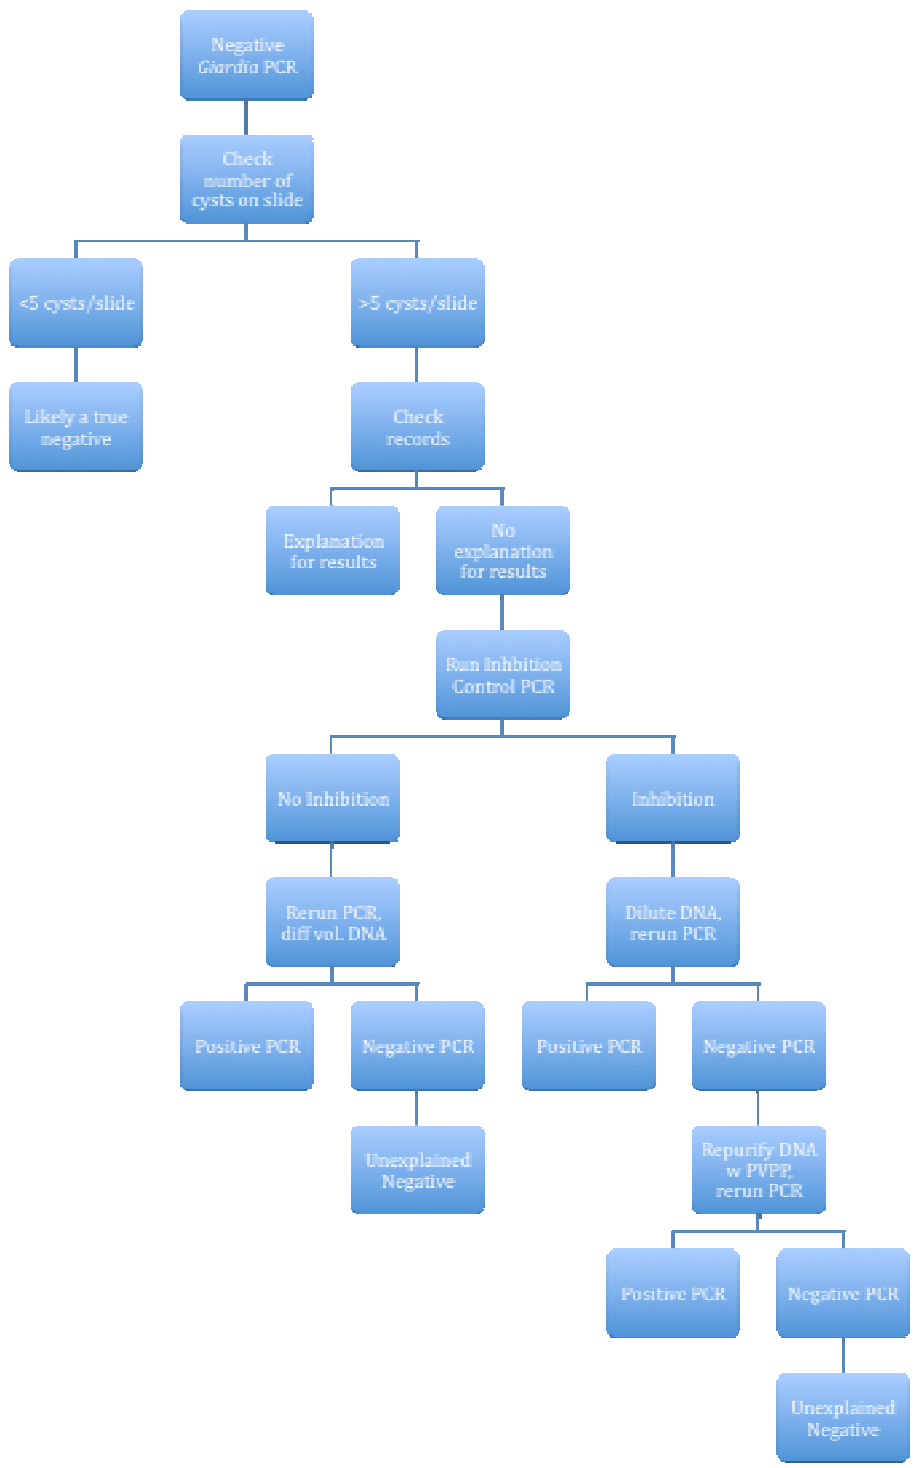 Negative
Giardia PCR
Check
number of
cysts on slide
<5 cysts/slide
>5 cysts/slide
Likely a true
negative
Check
records
Explanation
for results
No
explanation
for results
Run Inhbition
Control PCR
No Inhibition
Inhibition
Rerun PCR,
diff vol. DNA
Dilute DNA,
rerun PCR
Positive PCR
Negative PCR
Positive PCR
Negative PCR
Unexplained
Negative
Repurify DNA
w PVPP,
rerun PCR
Positive PCR
Negative PCR
Unexplained
Negative